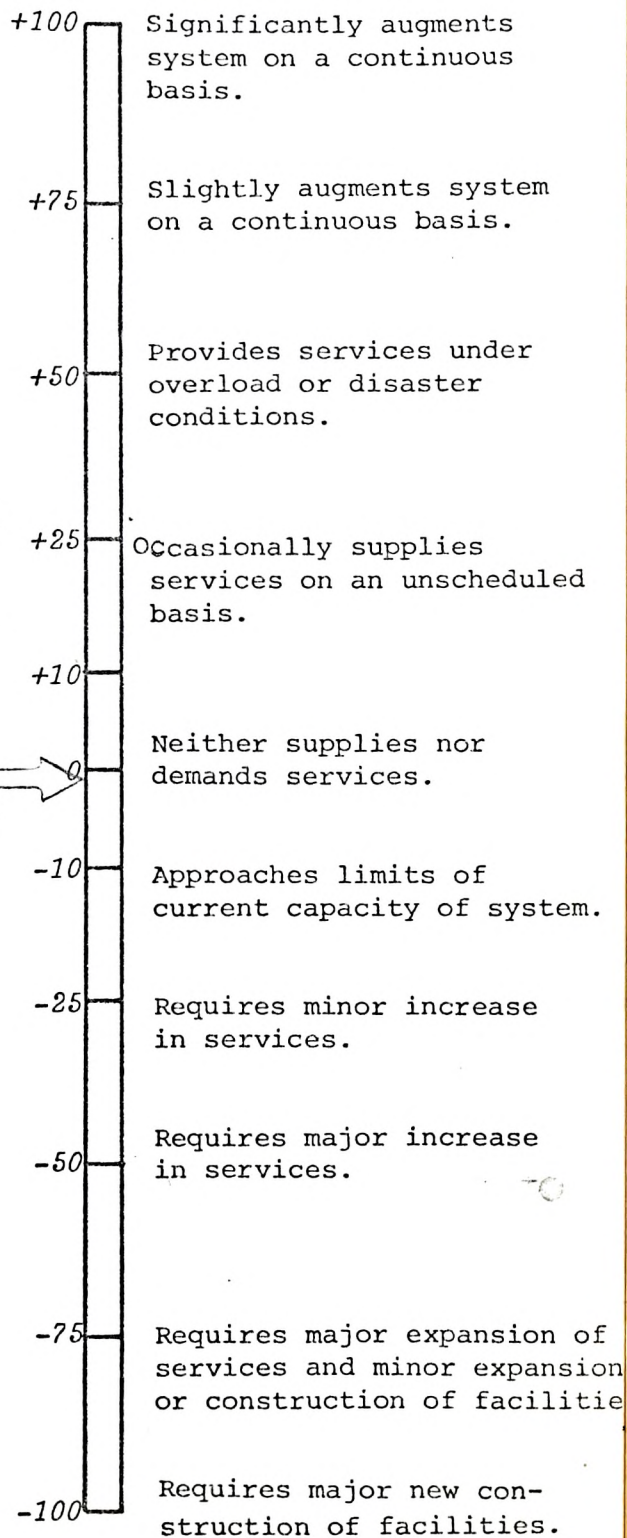 +100 Significantly augments
system on a continuous
basis.
+75 Slightly augments system
on a continuous basis.
+50 Provides services under
overload or disaster
conditions.
+25 Occasionally supplies
services on an unscheduled
basis.
+10
0 Neither supplies nor
demands services.
-10 Approaches limits of
current capacity of system.
-25 Requires minor increase
in services.
-50 Requires major increase
in services.
-75 Requires major expansion of
services and minor expansion
or construction of facilitie
-100 Requires major new con-
struction of facilities.